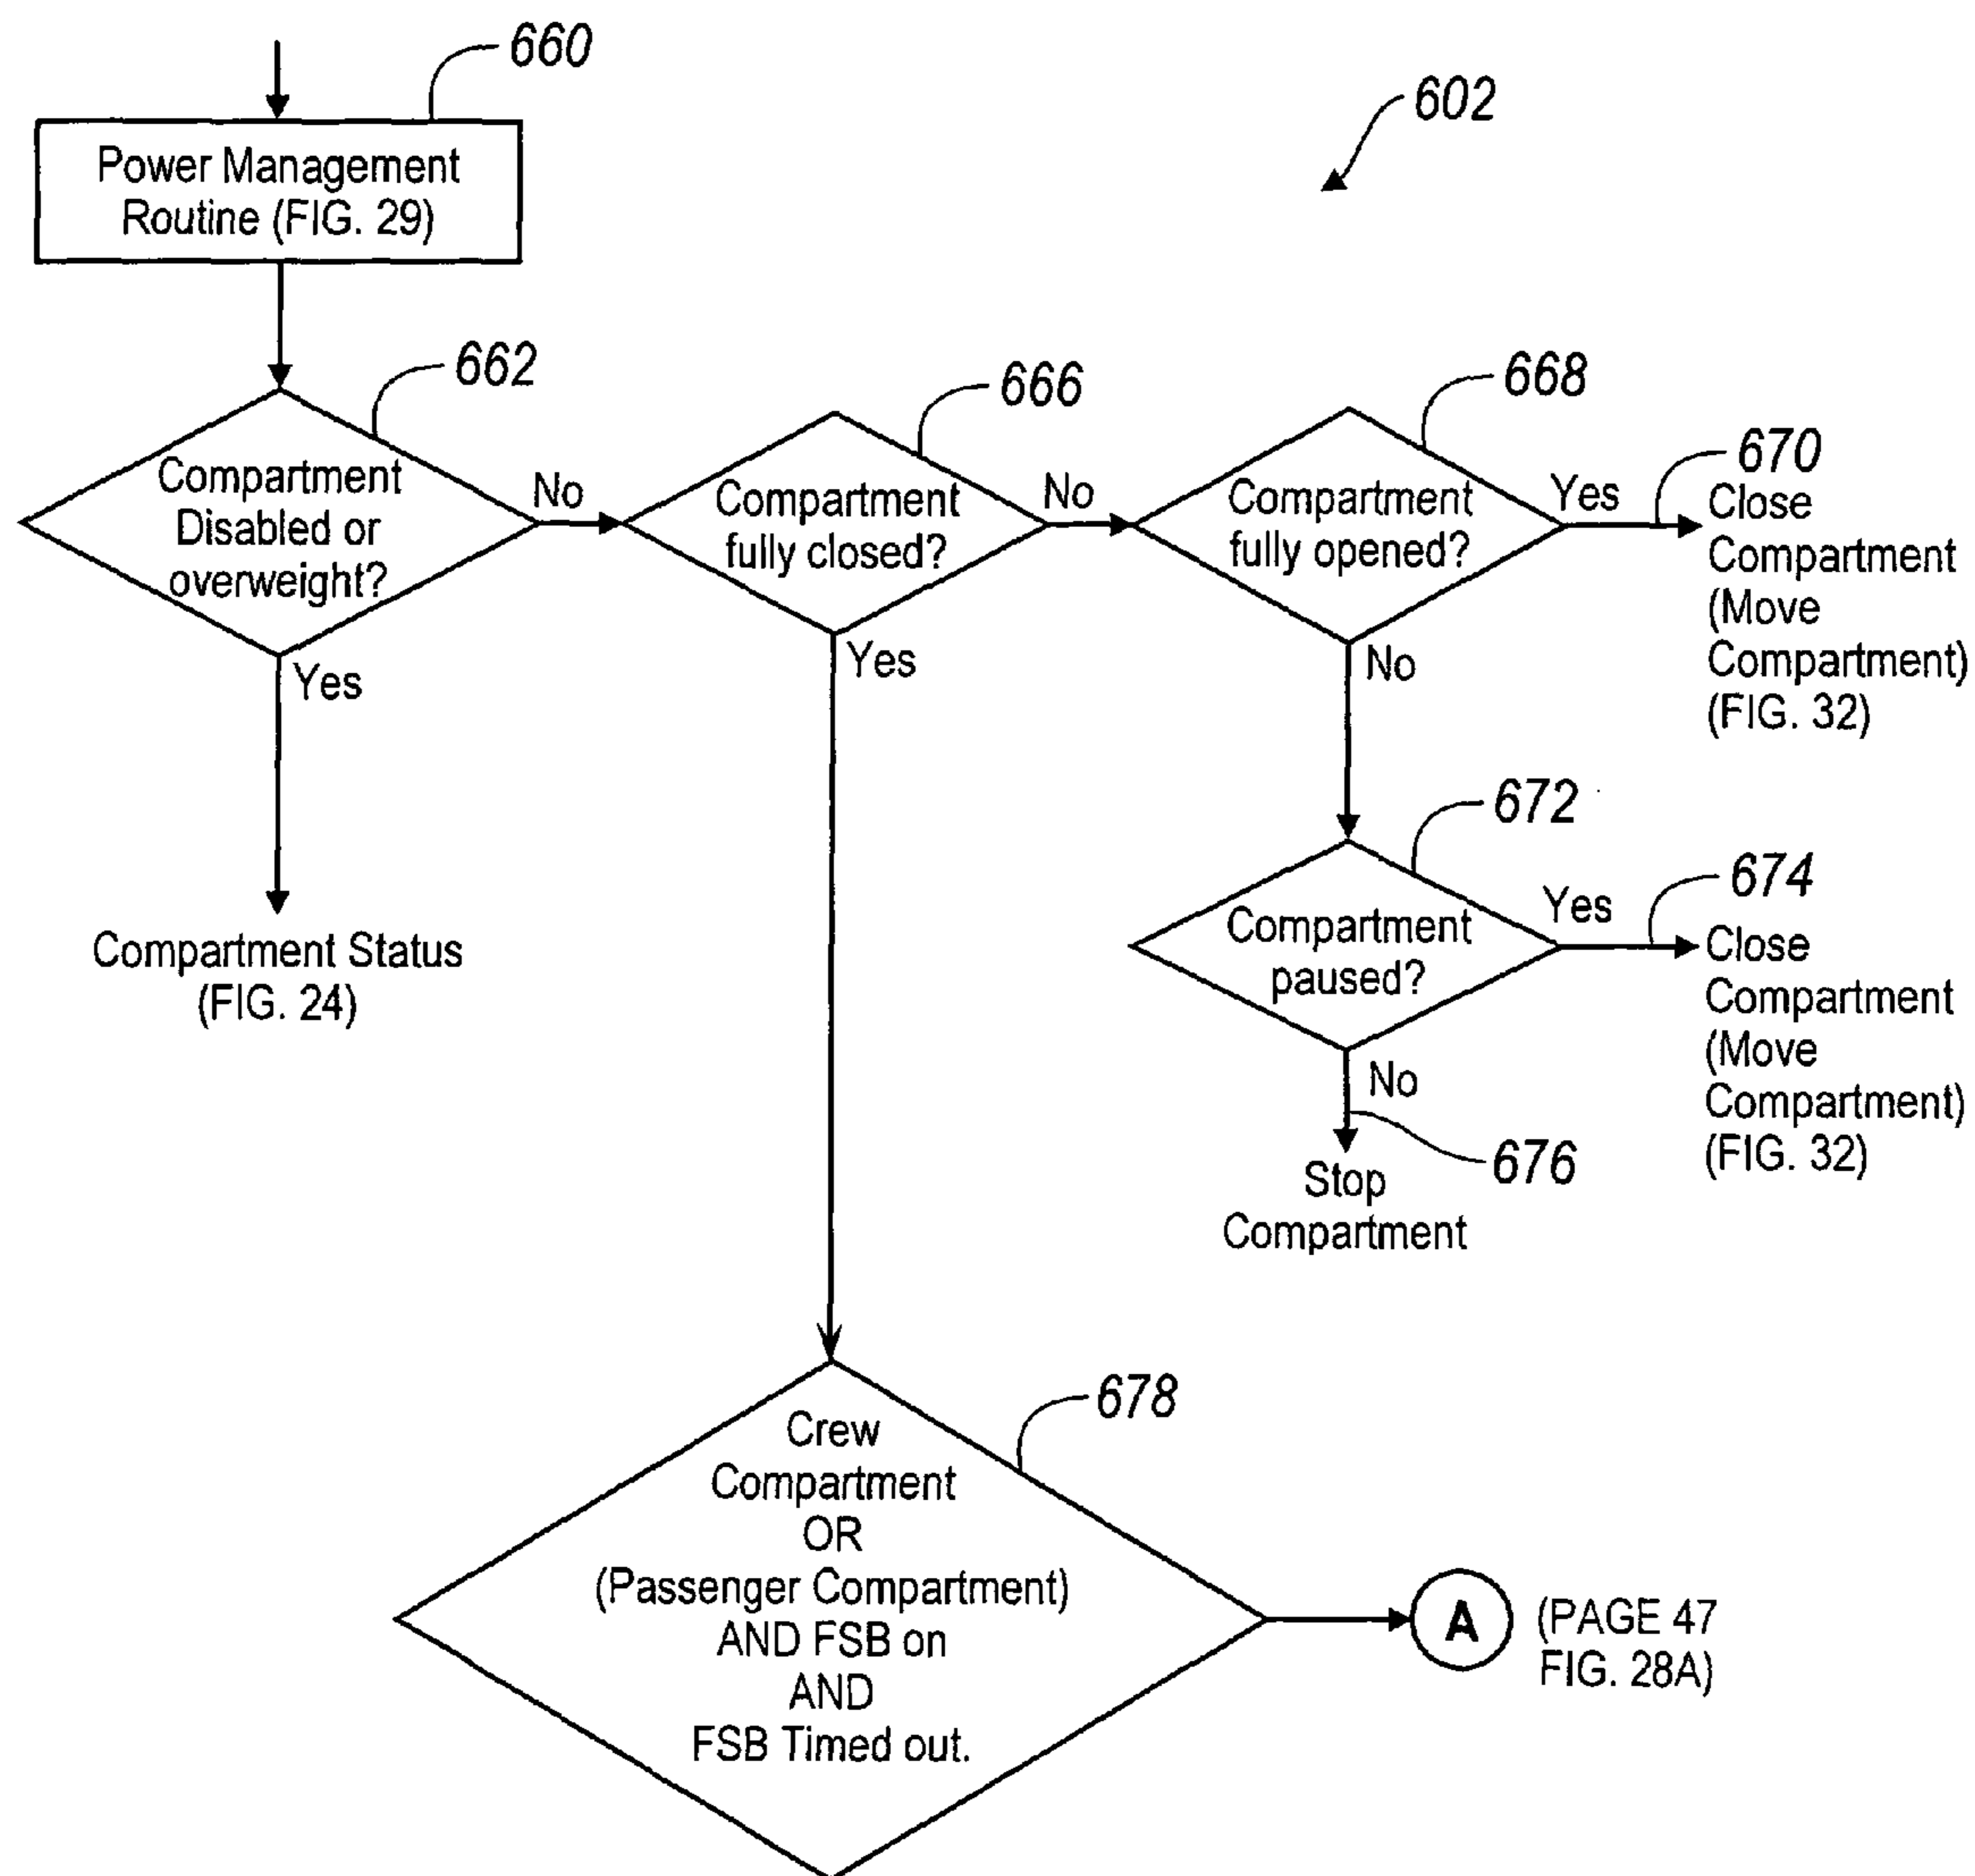 660
602
Power Management
Routine (FIG. 29)
662
666
668
670
Compartment
Disabled or
overweight?
No
Compartment
fully closed?
No
Compartment
fully opened?
Yes
Close
Compartment
(Move
Compartment)
(FIG. 32)
Yes
Yes
No
672
674
Compartment
paused?
Yes
Close
Compartment
(Move
Compartment)
(FIG. 32)
Compartment Status
(FIG. 24)
No
676
Stop
Compartment
678
Crew
Compartment
OR
(Passenger Compartment)
AND FSB on
AND
FSB Timed out.
A
(PAGE 47
FIG. 28A)